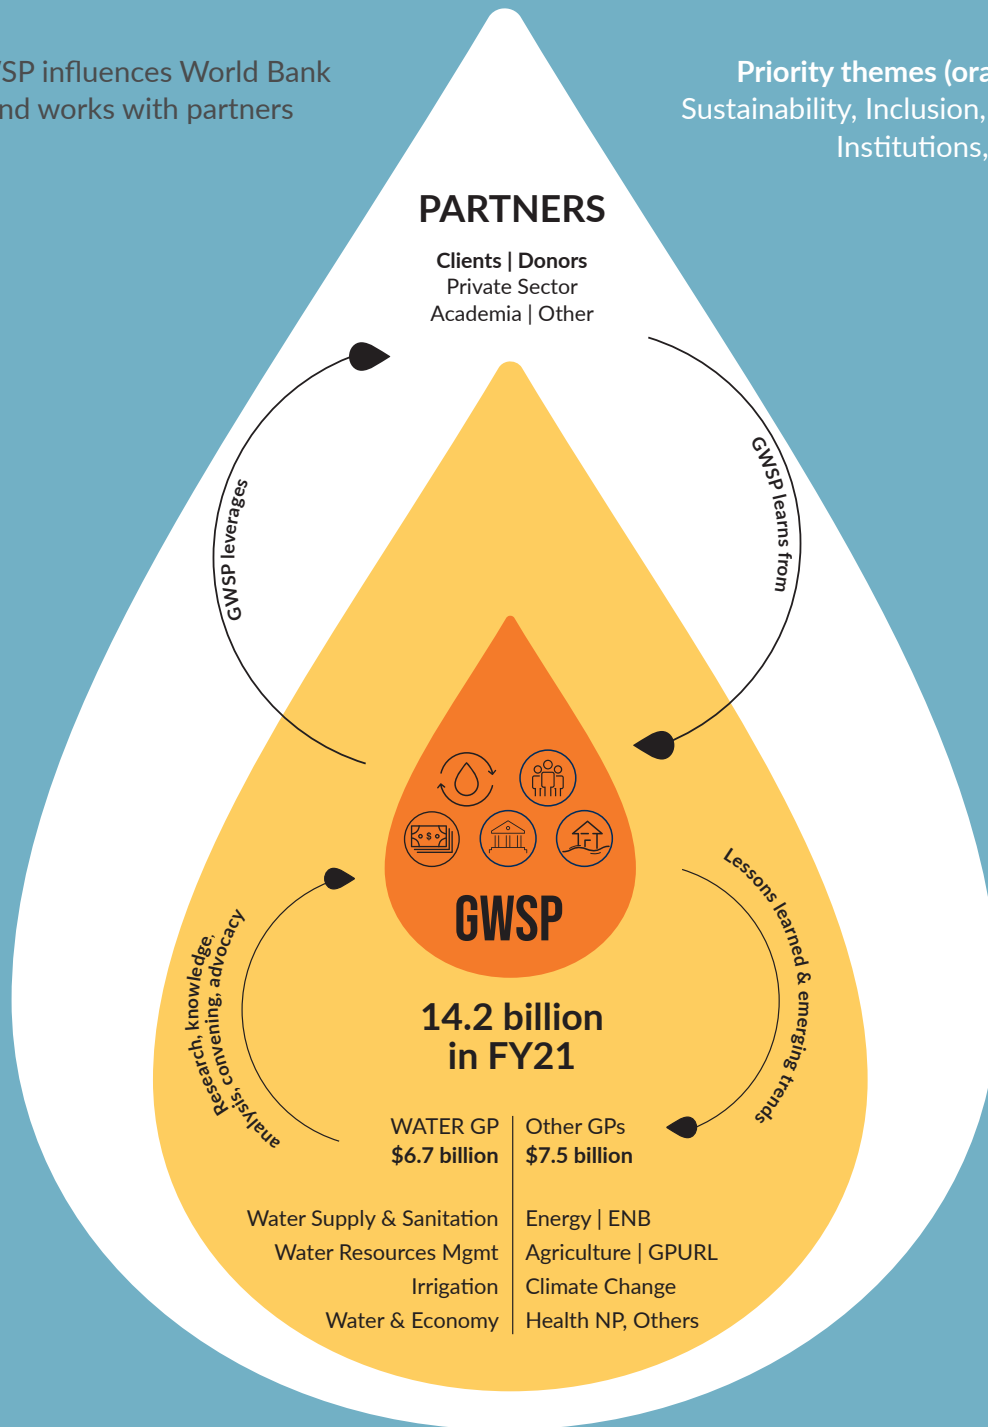 SP influences World Bank
nd works with partners
Priority themes (ora
Sustainability, Inclusion,
Institutions,
PARTNERS
Clients | Donors
Private Sector
Academia | Other
GWSP leverages
GWSP learns from
$
GWSP
Research, knowledge,
analysis, convening, advocacy
Lessons learned & emerging trends
14.2 billion
in FY21
WATER GP
$6.7 billion
Other GPs
$7.5 billion
Water Supply & Sanitation
Water Resources Mgmt
Irrigation
Water & Economy
Energy | ENB
Agriculture | GPURL
Climate Change
Health NP, Others